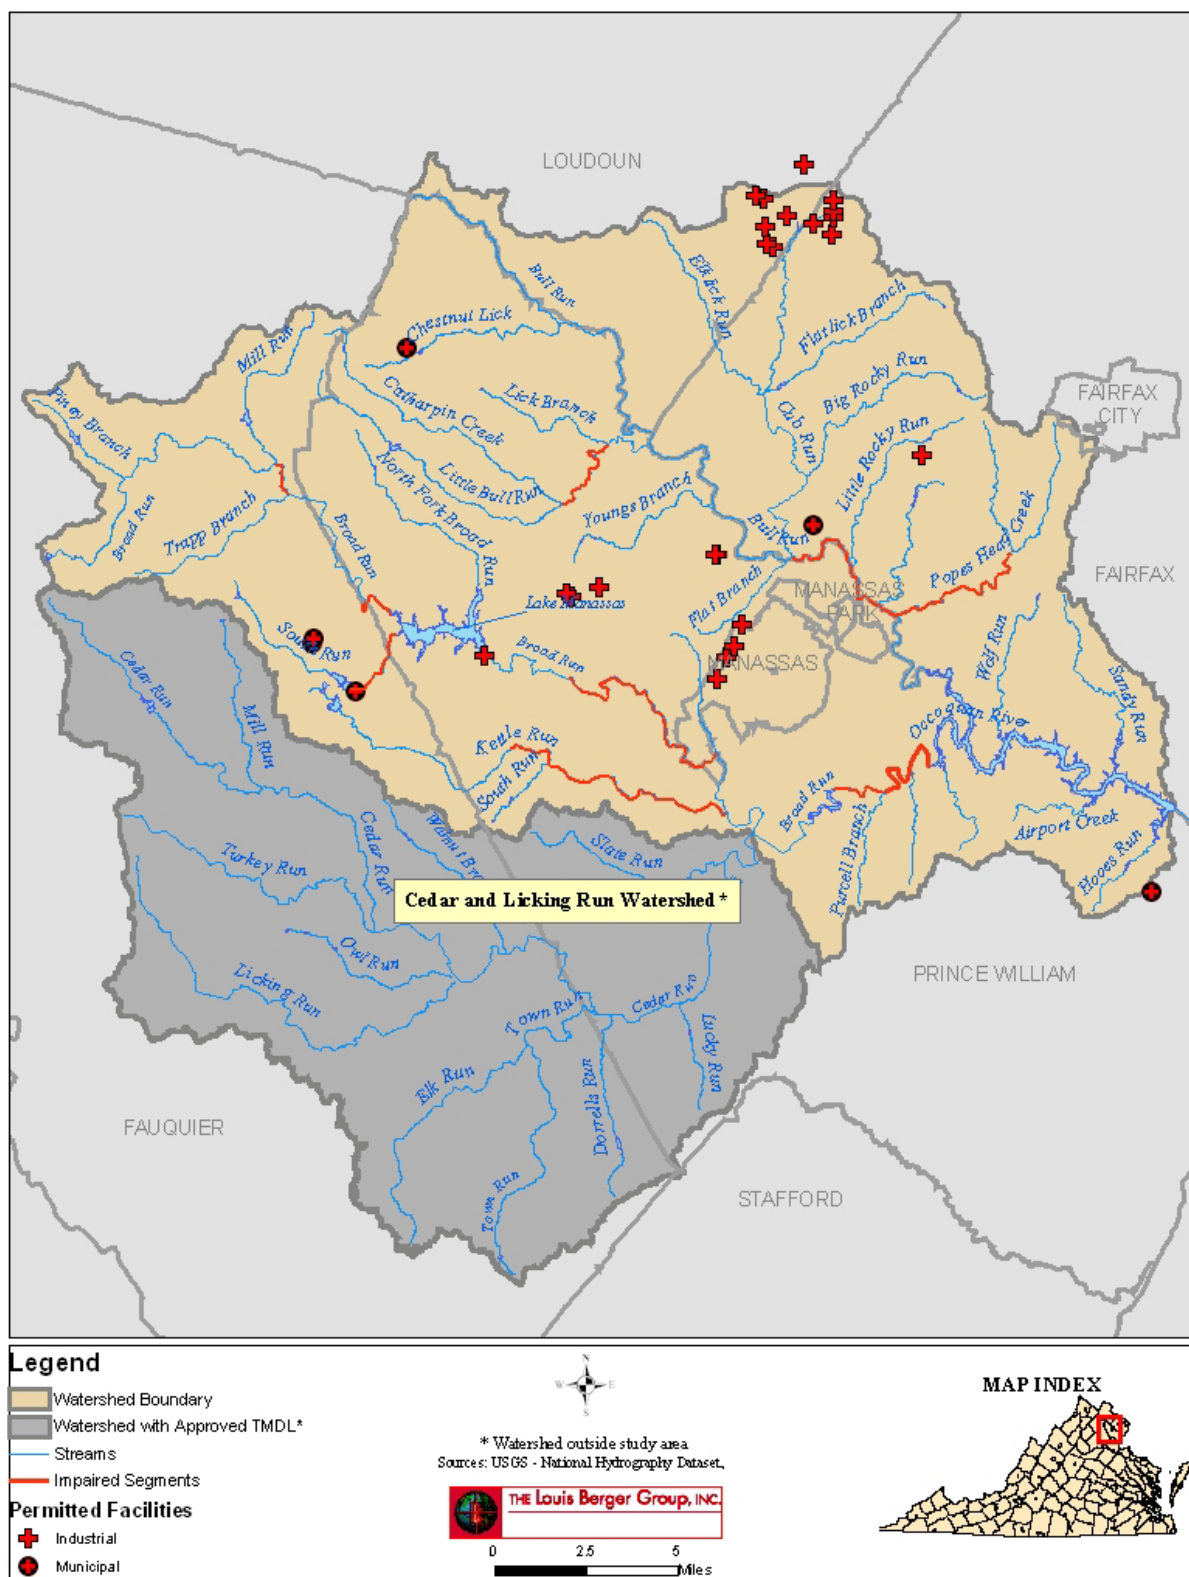 LOUDOUN
Bull Run
Elklick Run
Flatlick Branch
Chestnut Lick
Mill Run
Big Rocky Run
Lick Branch
Catharpin Creek
FAIRFAX
CITY
Piney Branch
Cub Run
Little Rocky Run
North Fork Broad Run
Little Bull Run
Youngs Branch
Broad Run
Trapp Branch
Broad Run
Bull Run
Popes Head Creek
FAIRFAX
Flat Branch
MANASSAS
PARK
Lake Manassas
South Run
Broad Run
MANASSAS
Wolf Run
Sandy Run
Cedar Run
Mill Run
Occoquan River
Kettle Run
South Run
Broad Run
Airport Creek
Purcell Branch
Hooes Run
Cedar Run
Walnut Br
Slate Run
Turkey Run
Cedar and Licking Run Watershed *
Owl Run
Licking Run
PRINCE WILLIAM
Town Run
Cedar Run
Lucky Run
Elk Run
Dorrells Run
FAUQUIER
Town Run
STAFFORD
Legend
Watershed Boundary
Watershed with Approved TMDL*
Streams
Impaired Segments
Permitted Facilities
Industrial
Municipal
N
W E
S
* Watershed outside study area
Sources: USGS - National Hydrography Dataset,
THE Louis Berger Group, INC.
0 2.5 5
Miles
MAP INDEX